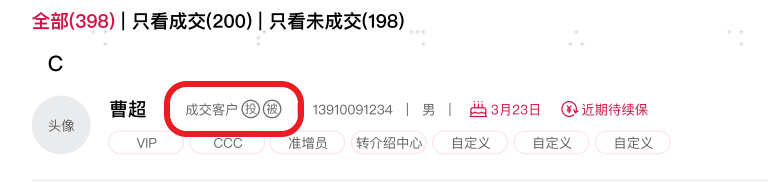 全部(398) | 只看成交(200) | 只看未成交(198)
C
头像 曹超 成交客户 投 被 13910091234 | 男 | 3月23日 近期待续保
VIP CCC 准增员 转介绍中心 自定义 自定义 自定义